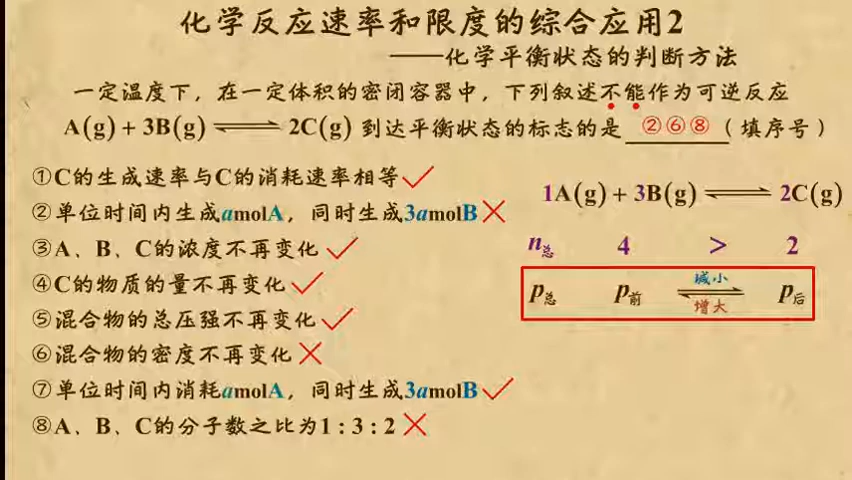 化学反应速率和限度的综合应用2
——化学平衡状态的判断方法
一定温度下，在一定体积的密闭容器中，下列叙述不能作为可逆反应
A(g)+3B(g)⇌2C(g)到达平衡状态的标志的是 ②⑥⑧ （填序号）
①C的生成速率与C的消耗速率相等✓
②单位时间内生成amolA，同时生成3amolB✗
③A、B、C的浓度不再变化✓
④C的物质的量不再变化✓
⑤混合物的总压强不再变化✓
⑥混合物的密度不再变化✗
⑦单位时间内消耗amolA，同时生成3amolB✓
⑧A、B、C的分子数之比为1:3:2✗
1A(g)+3B(g)⇌2C(g)
n总 4 > 2
减小
p总 p前 ⇌ p后
增大